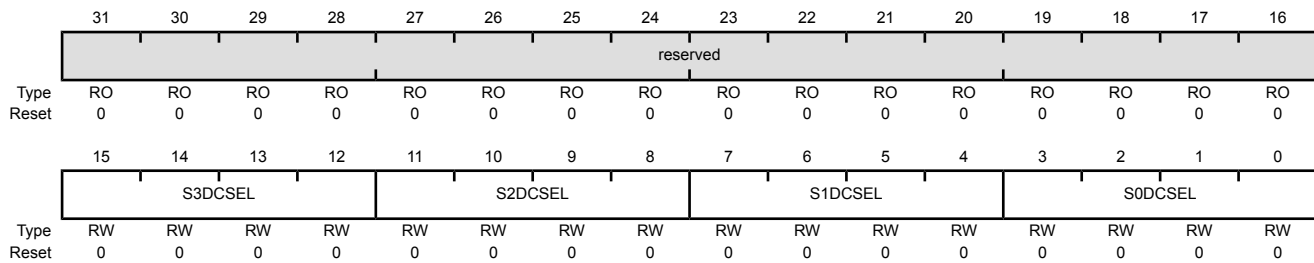 31 30 29 28 27 26 25 24 23 22 21 20 19 18 17 16
reserved
Type RO RO RO RO RO RO RO RO RO RO RO RO RO RO RO RO
Reset 0 0 0 0 0 0 0 0 0 0 0 0 0 0 0 0
15 14 13 12 11 10 9 8 7 6 5 4 3 2 1 0
S3DCSEL S2DCSEL S1DCSEL S0DCSEL
Type RW RW RW RW RW RW RW RW RW RW RW RW RW RW RW RW
Reset 0 0 0 0 0 0 0 0 0 0 0 0 0 0 0 0